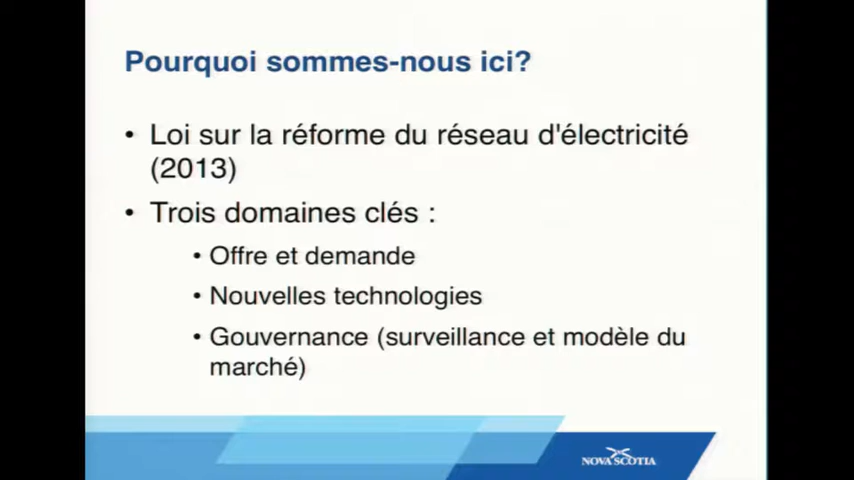 Pourquoi sommes-nous ici?
• Loi sur la réforme du réseau d'électricité
(2013)
• Trois domaines clés :
• Offre et demande
• Nouvelles technologies
• Gouvernance (surveillance et modèle du
marché)
NOVA SCOTIA